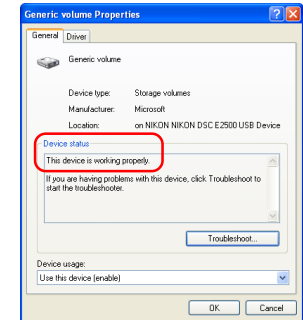 Generic volume Properties
General Driver
Generic volume
Device type: Storage volumes
Manufacturer: Microsoft
Location: on NIKON NIKON DSC E2500 USB Device
Device status
This device is working properly.
If you are having problems with this device, click Troubleshoot to
start the troubleshooter.
Troubleshoot...
Device usage:
Use this device (enable)
OK Cancel